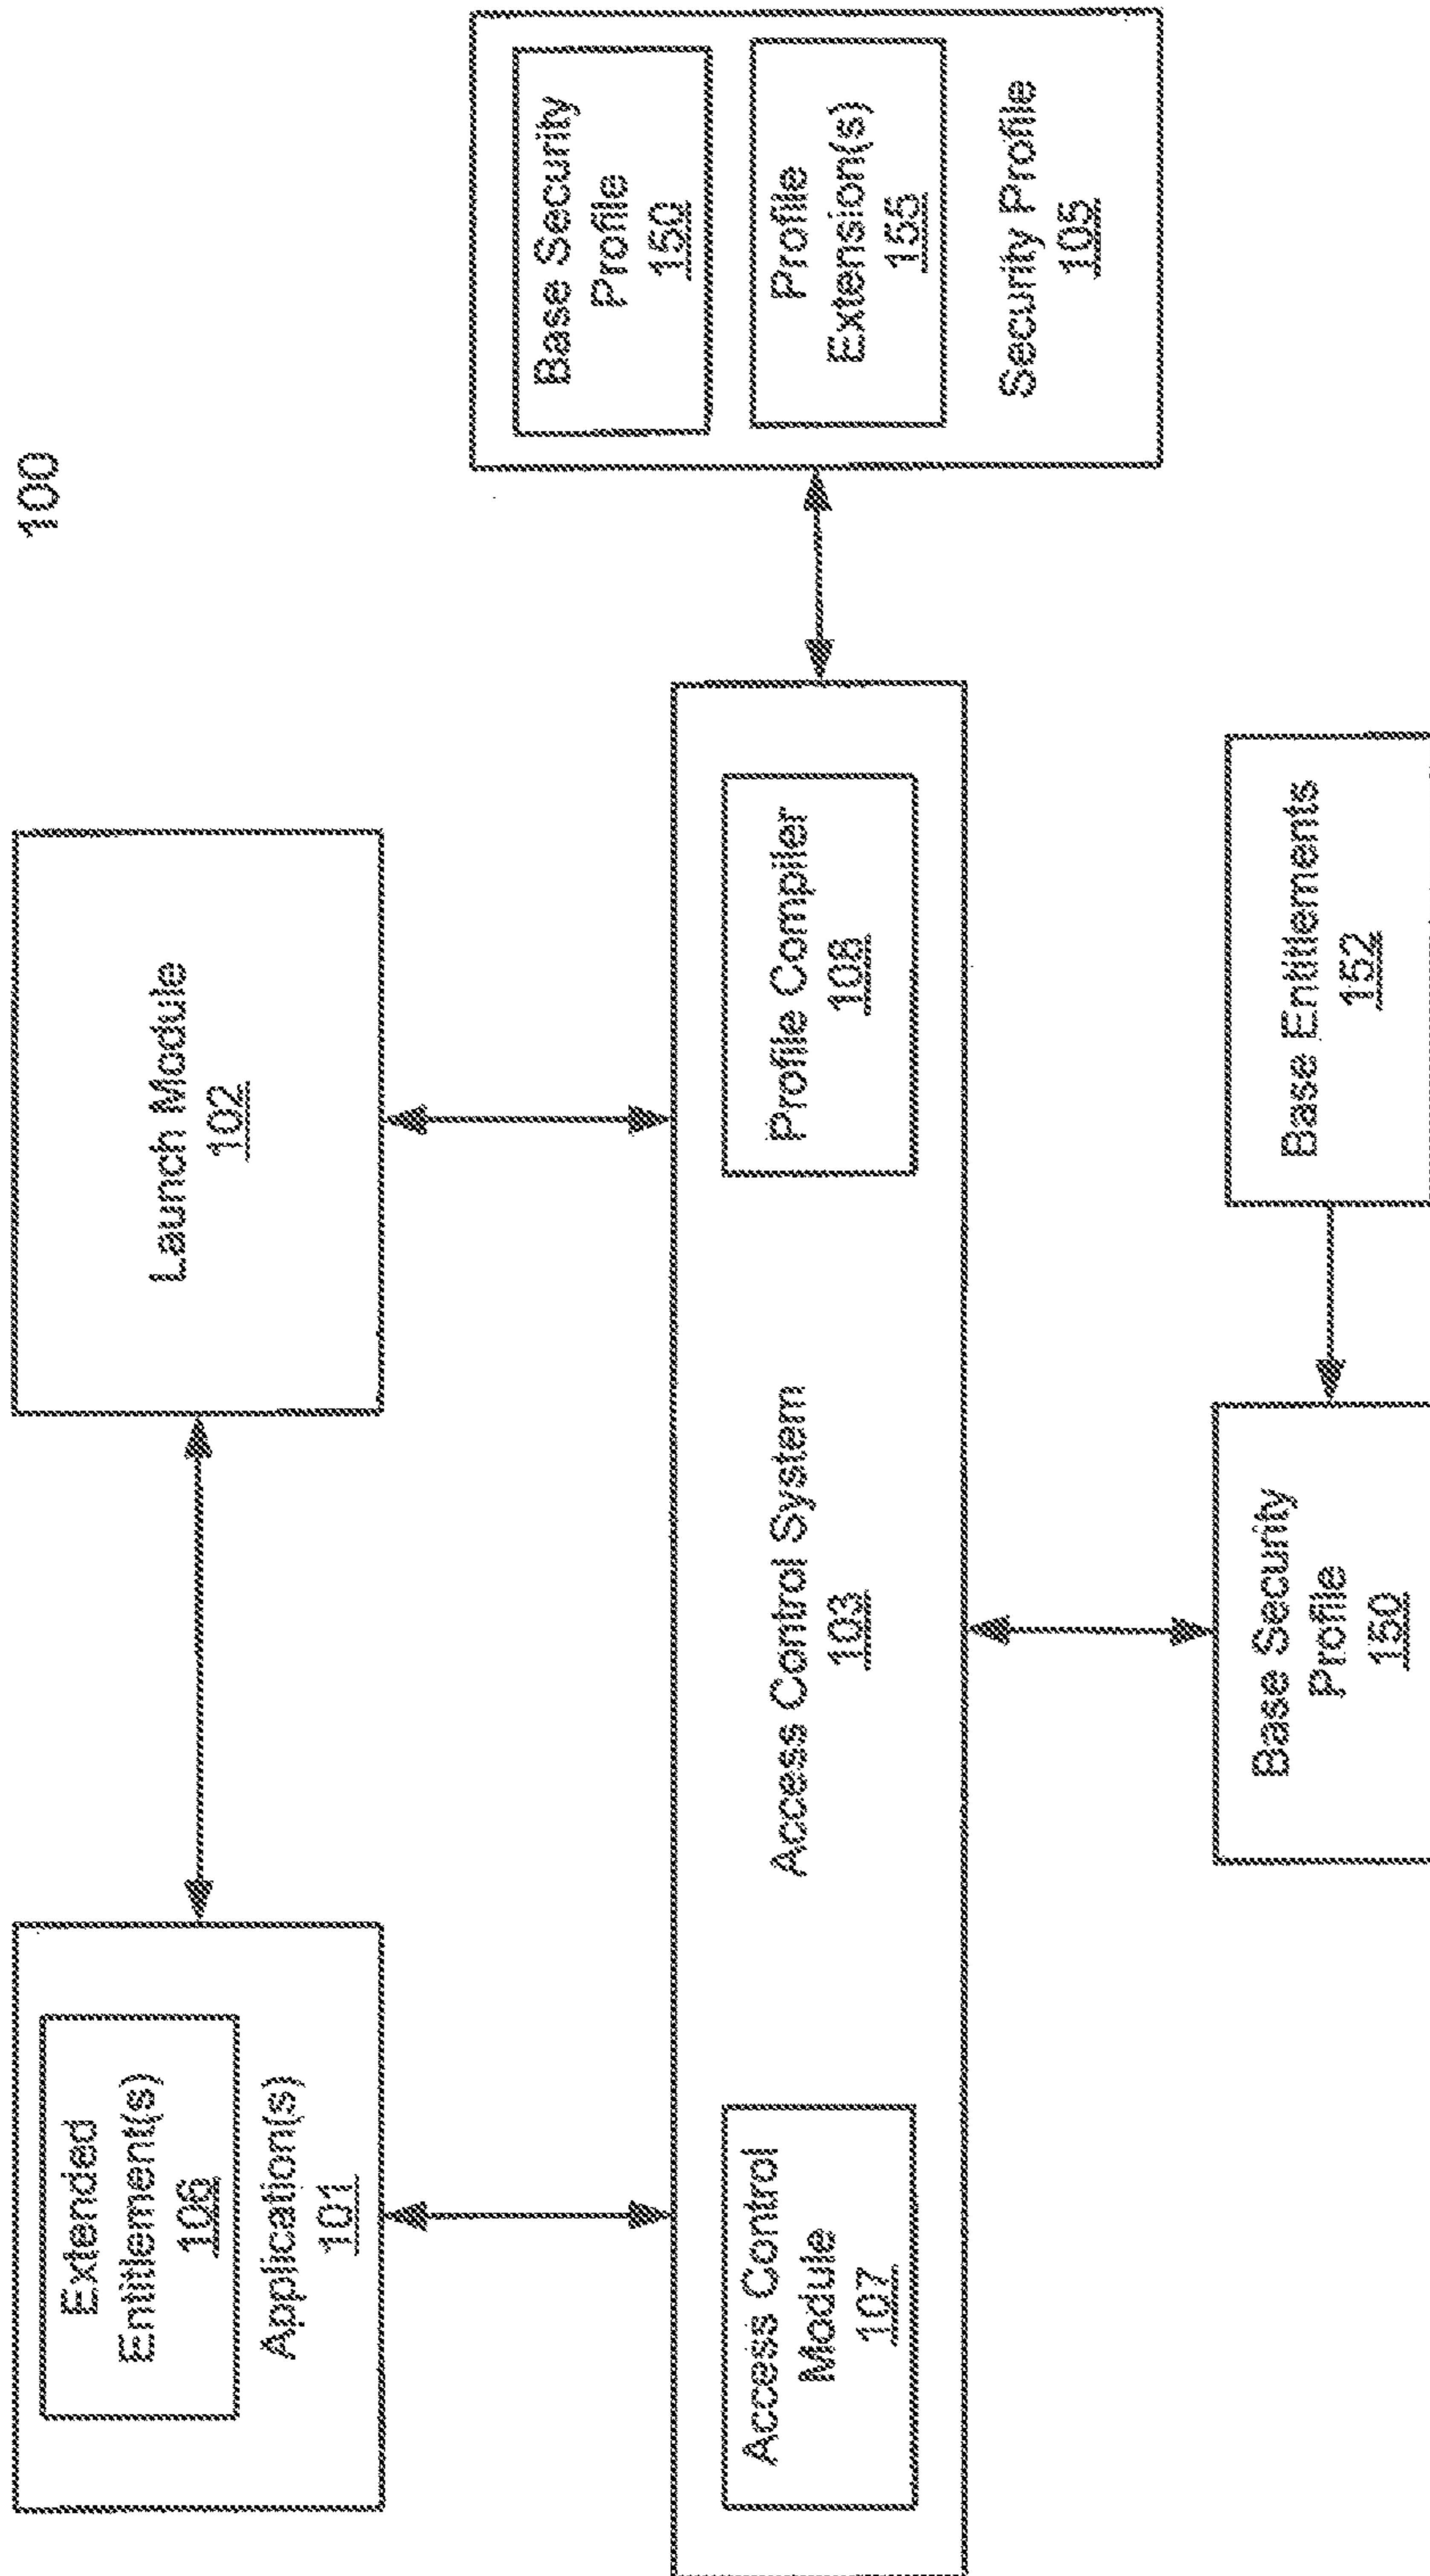 100
Extended
Entitlement(s)
106
Application(s)
101
Launch Module
102
Access Control
Module
107
Access Control System
103
Profile Compiler
108
Base Security
Profile
150
Profile
Extension(s)
155
Security Profile
105
Base Security
Profile
150
Base Entitlements
152